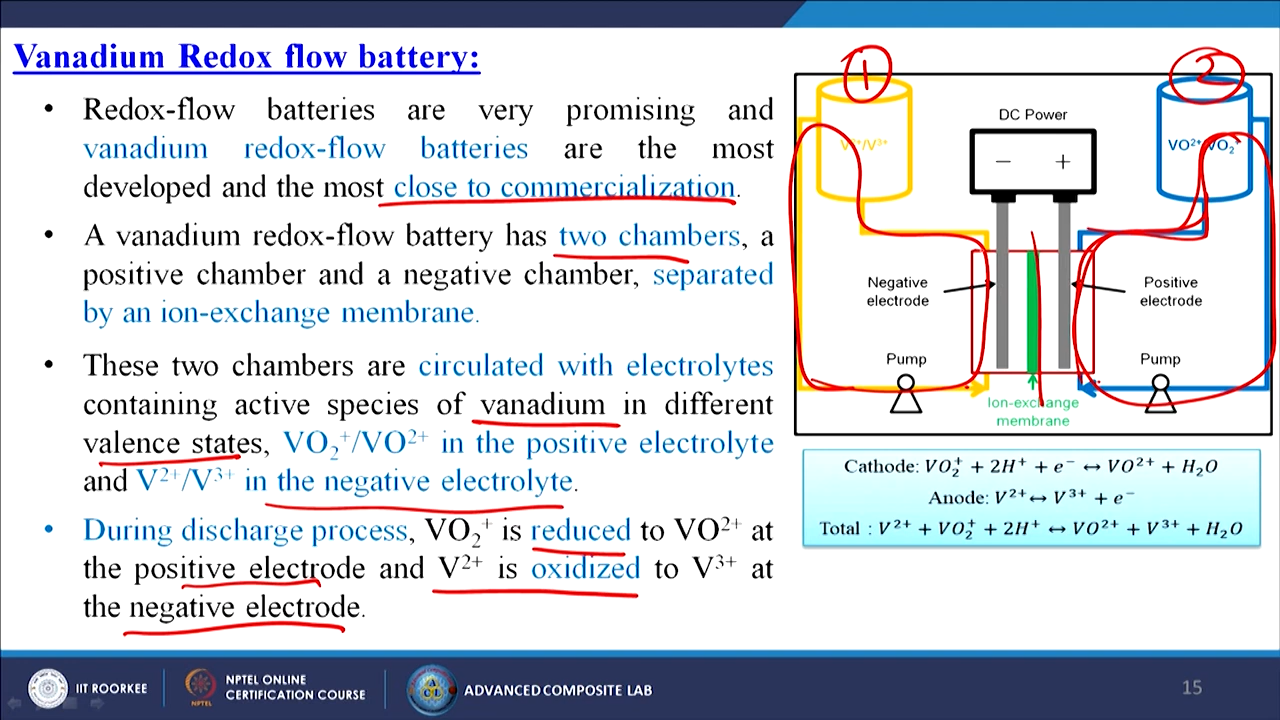 Vanadium Redox flow battery:
• Redox-flow batteries are very promising and
vanadium redox-flow batteries are the most
developed and the most close to commercialization.
• A vanadium redox-flow battery has two chambers, a
positive chamber and a negative chamber, separated
by an ion-exchange membrane.
• These two chambers are circulated with electrolytes
containing active species of vanadium in different
valence states, VO₂⁺/VO²⁺ in the positive electrolyte
and V²⁺/V³⁺ in the negative electrolyte.
• During discharge process, VO₂⁺ is reduced to VO²⁺ at
the positive electrode and V²⁺ is oxidized to V³⁺ at
the negative electrode.
1
2
DC Power
− +
/V³⁺
VO²⁺ VO₂⁺
Negative
electrode
Positive
electrode
Pump
Pump
Ion-exchange
membrane
Cathode: VO₂⁺ + 2H⁺ + e⁻ ↔ VO²⁺ + H₂O
Anode: V²⁺ ↔ V³⁺ + e⁻
Total : V²⁺ + VO₂⁺ + 2H⁺ ↔ VO²⁺ + V³⁺ + H₂O
IIT ROORKEE
NPTEL
NPTEL ONLINE
CERTIFICATION COURSE
ACL
ADVANCED COMPOSITE LAB
15